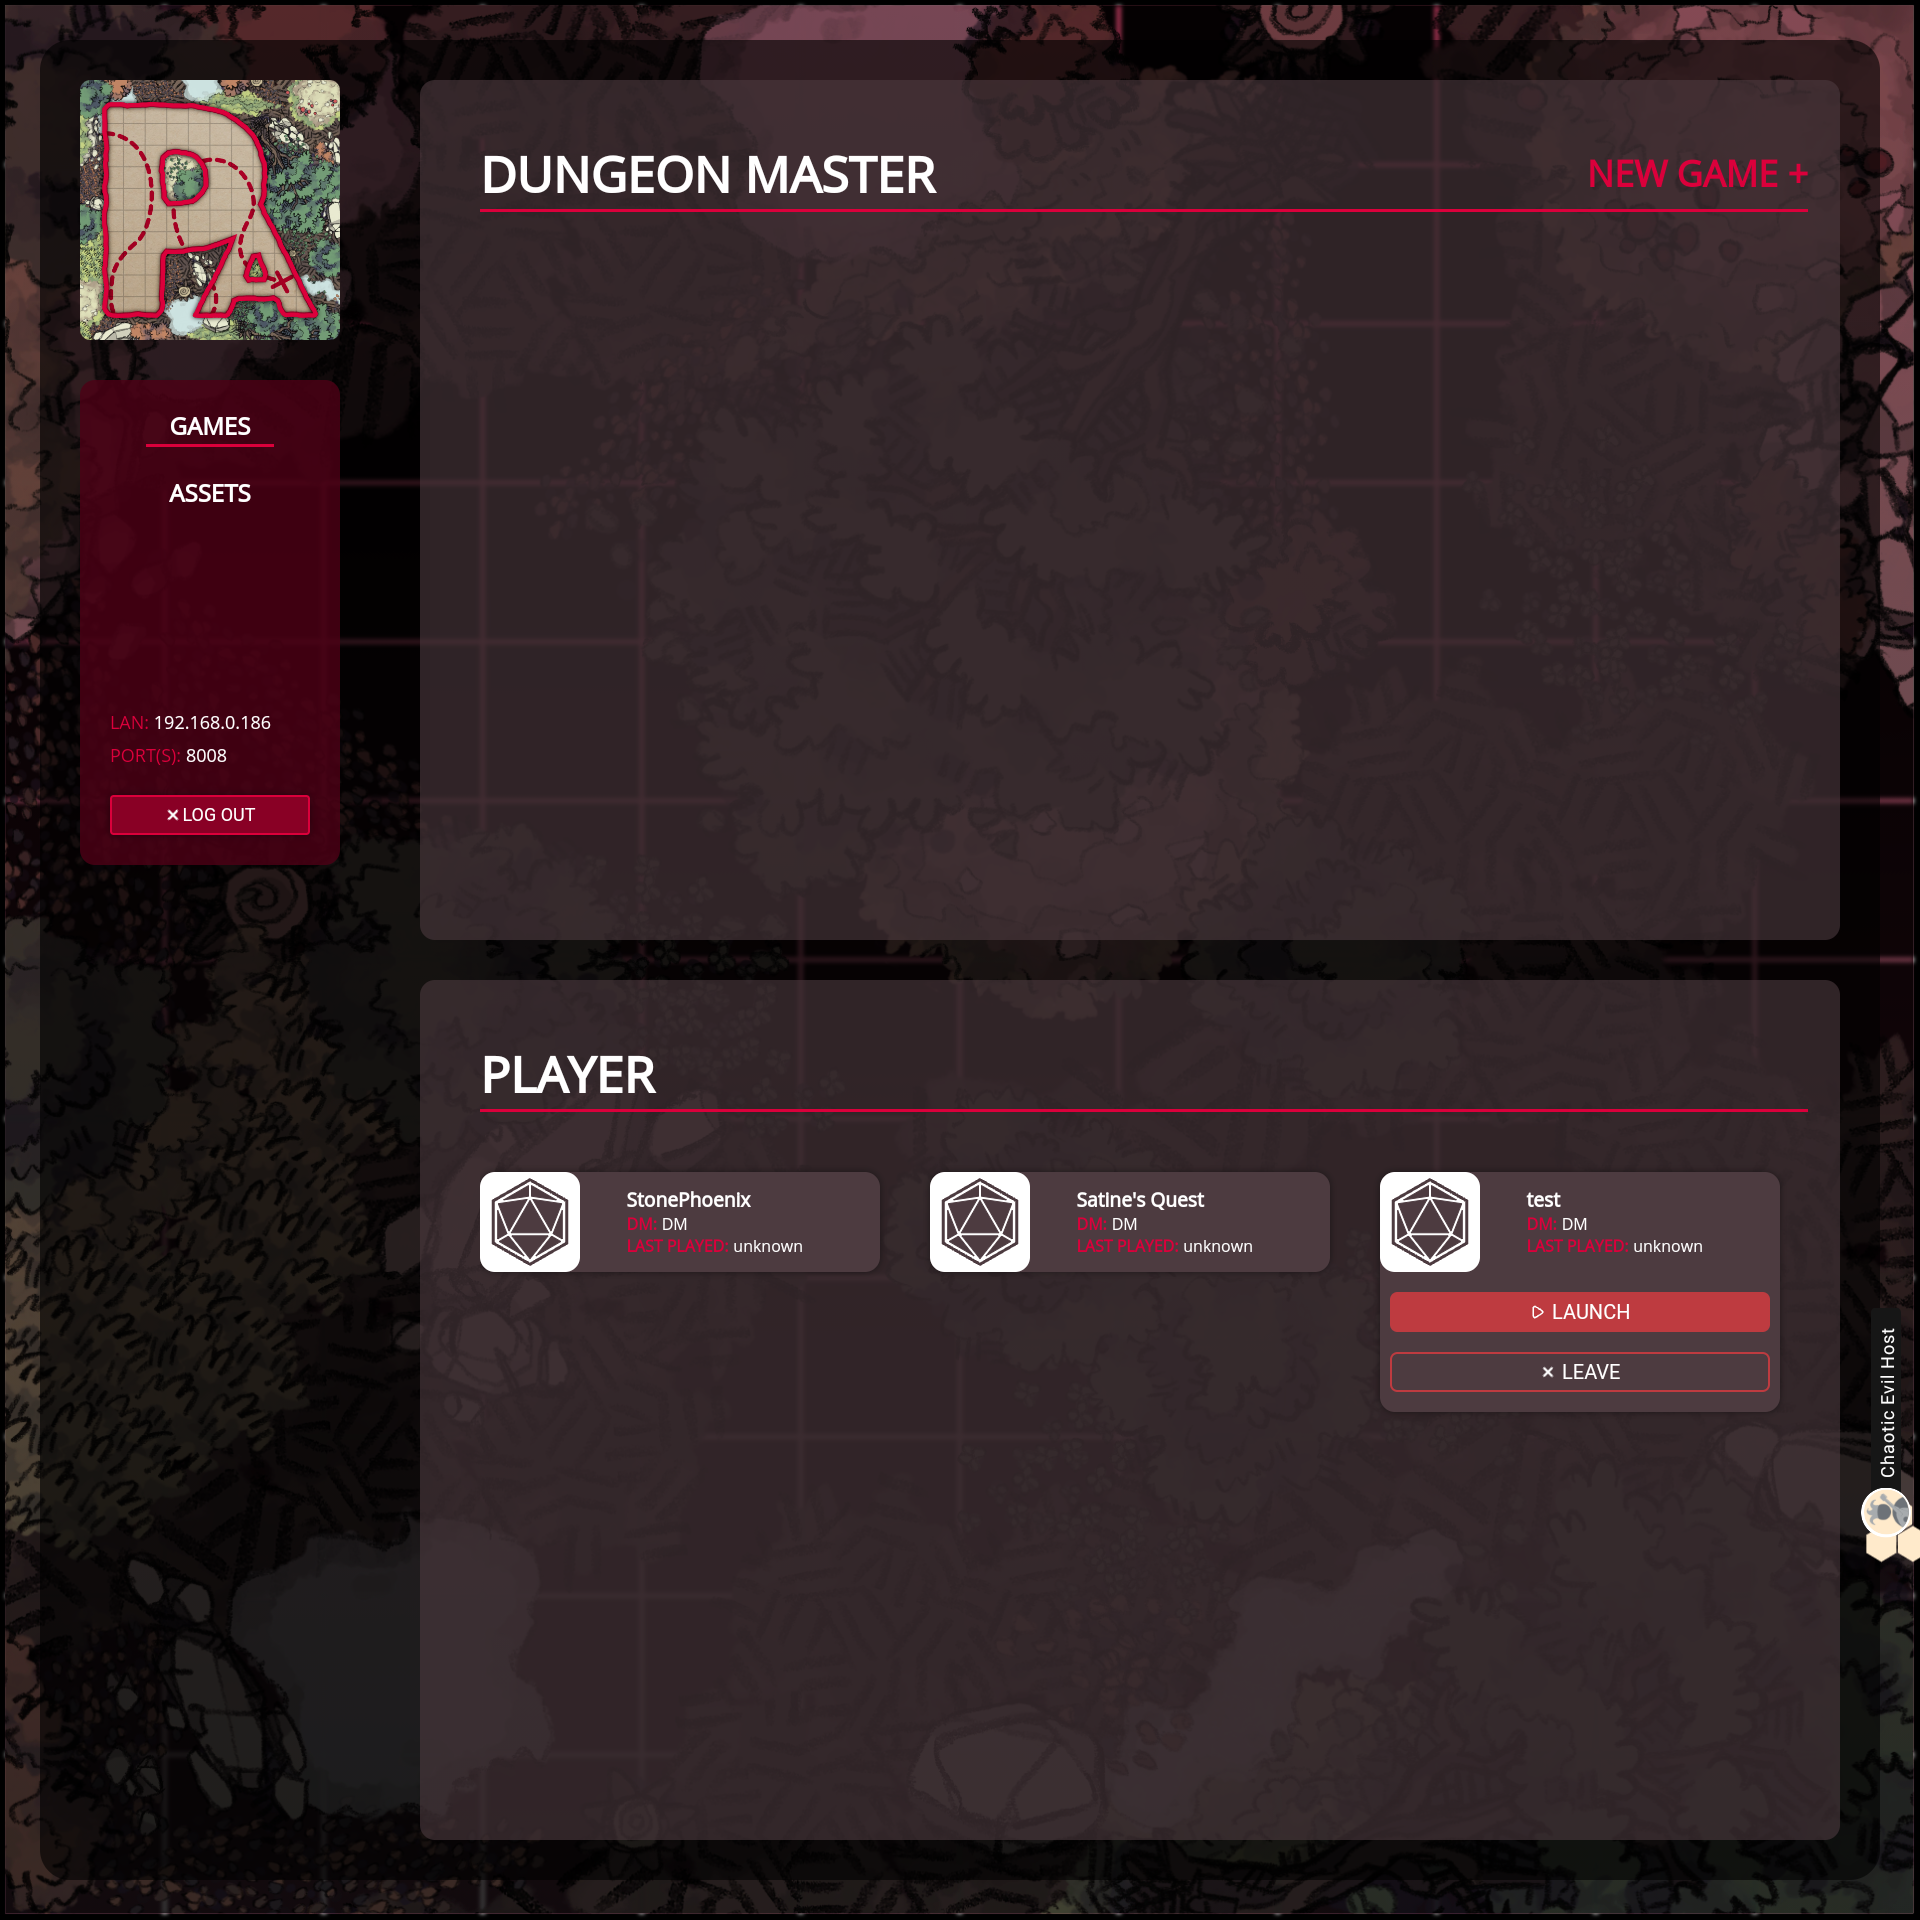 GAMES
ASSETS
LAN: 192.168.0.186
PORT(S): 8008
× LOG OUT
DUNGEON MASTER
NEW GAME +
PLAYER
StonePhoenix
DM: DM
LAST PLAYED: unknown
Satine's Quest
DM: DM
LAST PLAYED: unknown
test
DM: DM
LAST PLAYED: unknown
LAUNCH
× LEAVE
Chaotic Evil Host